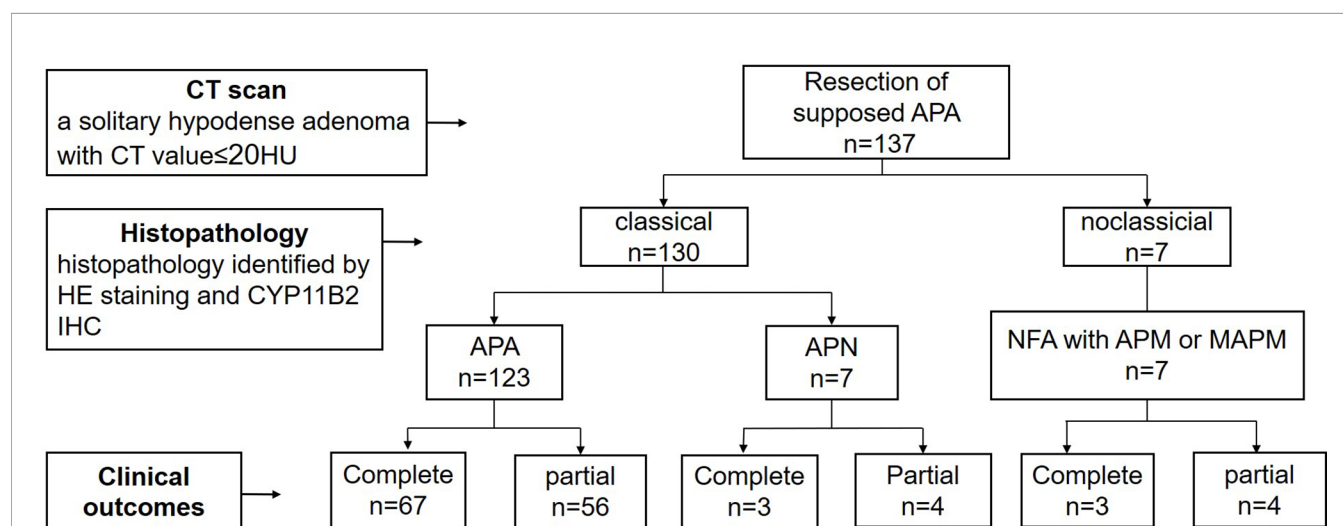 CT scan
a solitary hypodense adenoma
with CT value≤20HU
Resection of
supposed APA
n=137
Histopathology
histopathology identified by
HE staining and CYP11B2
IHC
classical
n=130
noclassicial
n=7
APA
n=123
APN
n=7
NFA with APM or MAPM
n=7
Clinical
outcomes
Complete
n=67
partial
n=56
Complete
n=3
Partial
n=4
Complete
n=3
partial
n=4